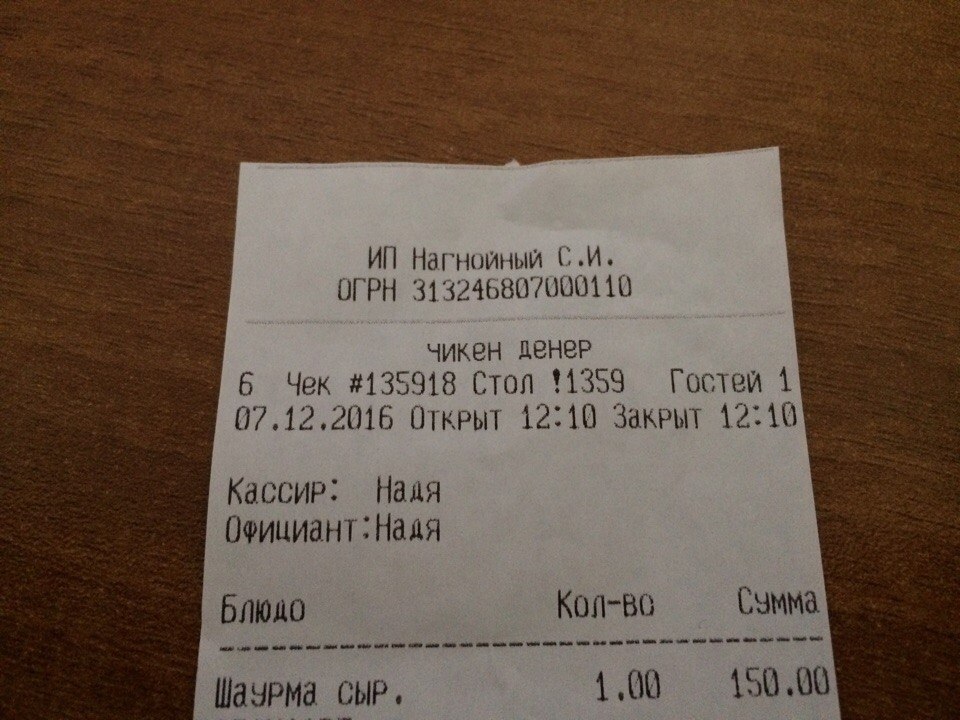 ИП Нагнойный С.И.
ОГРН 313246807000110
чикен денер
6 Чек #135918 Стол !1359 Гостей 1
07.12.2016 Открыт 12:10 Закрыт 12:10
Кассир: Надя
Официант:Надя
Блюдо Кол-во Сумма
Шаурма сыр. 1.00 150.00